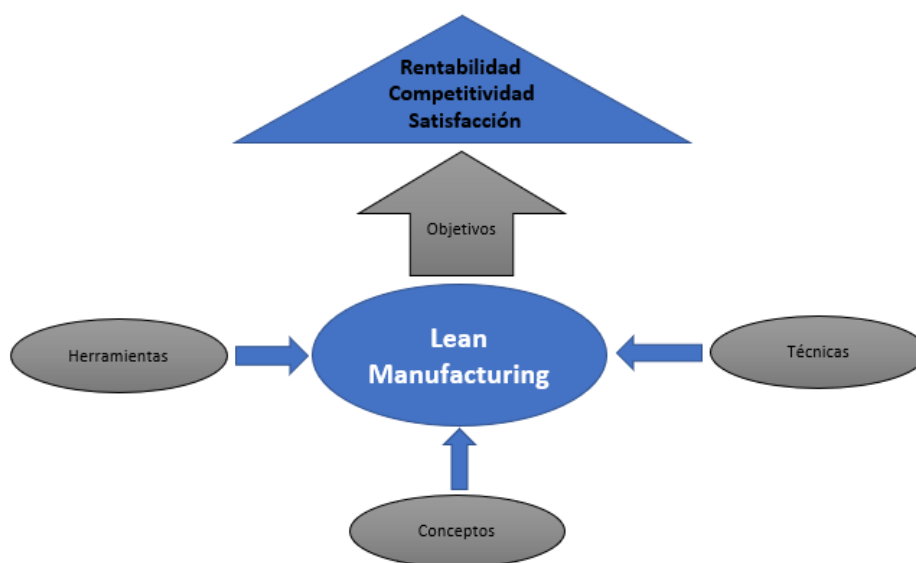 Rentabilidad
Competitividad
Satisfacción
Objetivos
Lean
Manufacturing
Herramientas
Técnicas
Conceptos